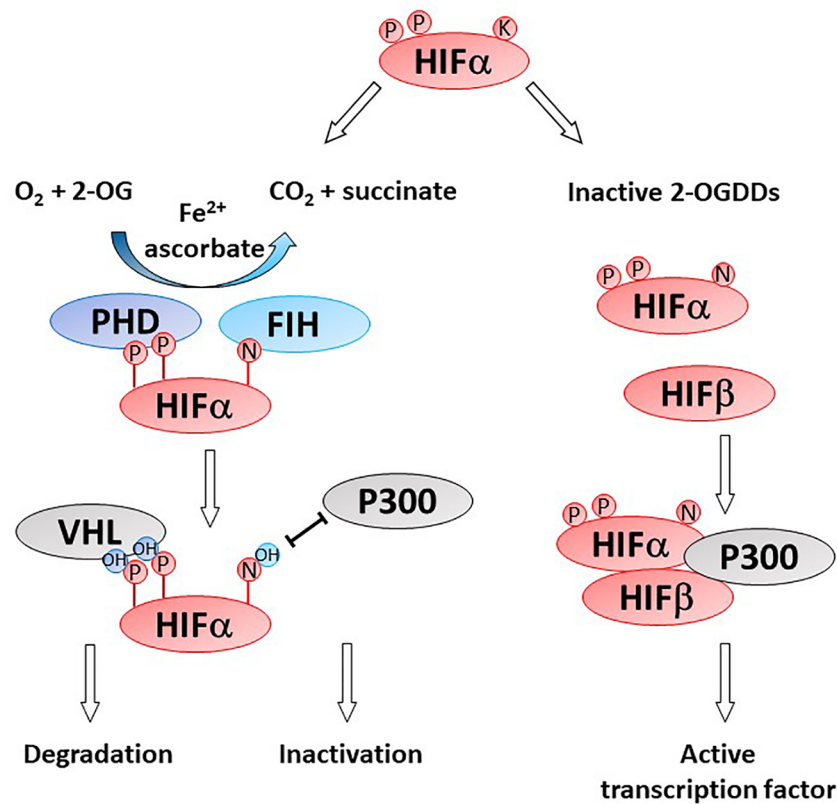 P P K
HIFα
O₂ + 2-OG
CO₂ + succinate
Inactive 2-OGDDs
Fe²⁺
ascorbate
P P N
HIFα
PHD
FIH
P P N
HIFα
HIFβ
P300
VHL
OH OH
P P N OH
HIFα
P P N
HIFα
P300
HIFβ
Degradation
Inactivation
Active
transcription factor